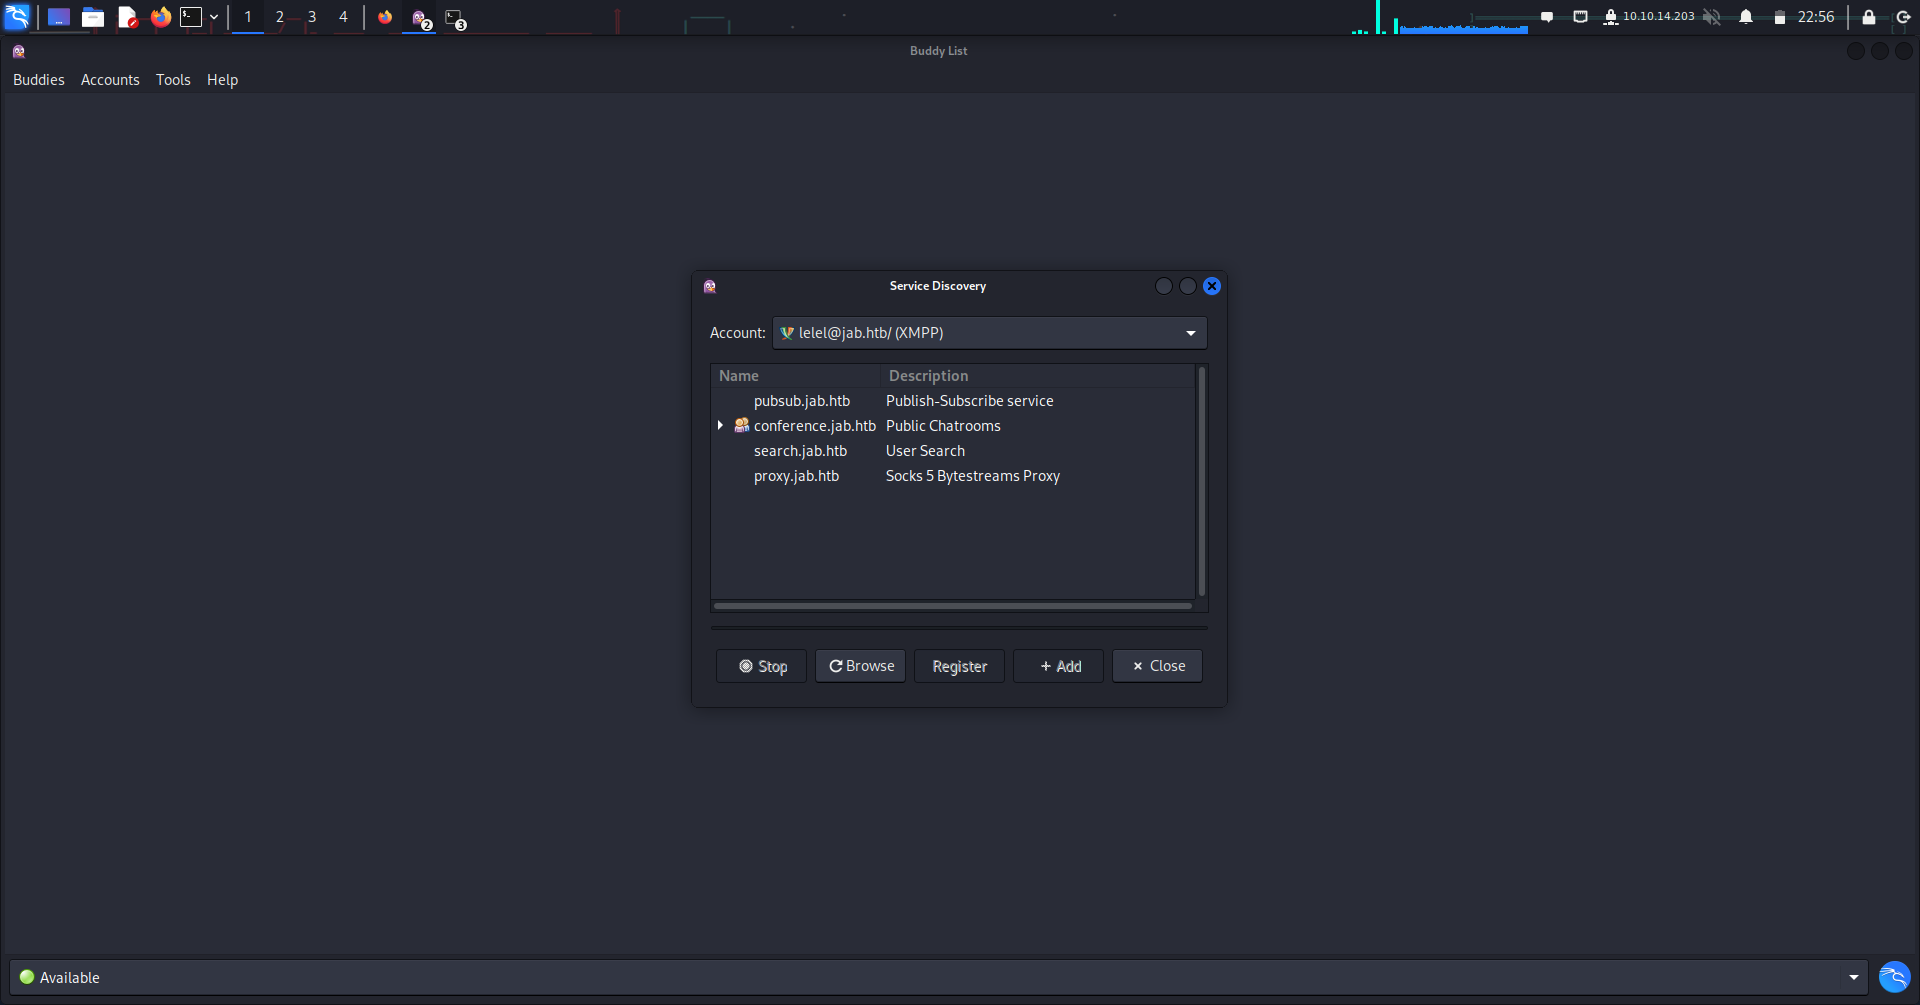 1 2 3 4 2 3 10.10.14.203 22:56
Buddy List
Buddies Accounts Tools Help
Service Discovery
Account: lelel@jab.htb/ (XMPP)
Name Description
pubsub.jab.htb Publish-Subscribe service
conference.jab.htb Public Chatrooms
search.jab.htb User Search
proxy.jab.htb Socks 5 Bytestreams Proxy
Stop Browse Register + Add × Close
Available